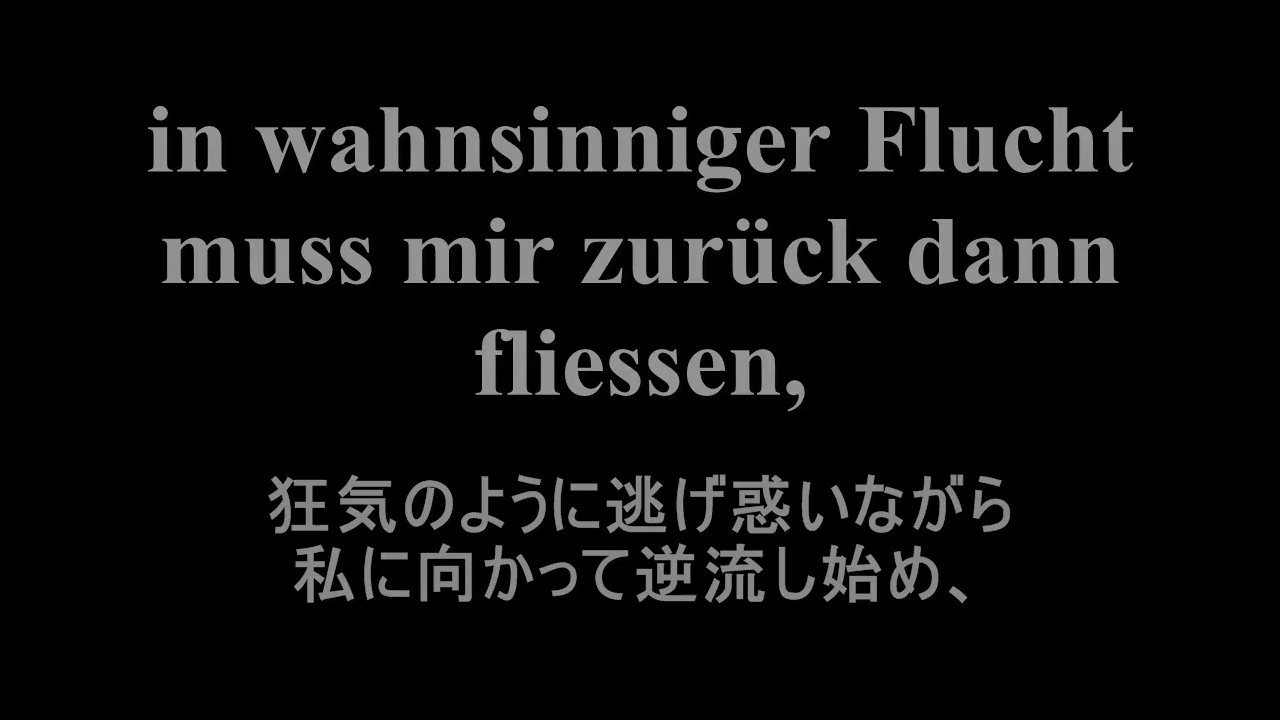 in wahnsinniger Flucht
muss mir zurück dann
fliessen,
狂気のように逃げ惑いながら
私に向かって逆流し始め、